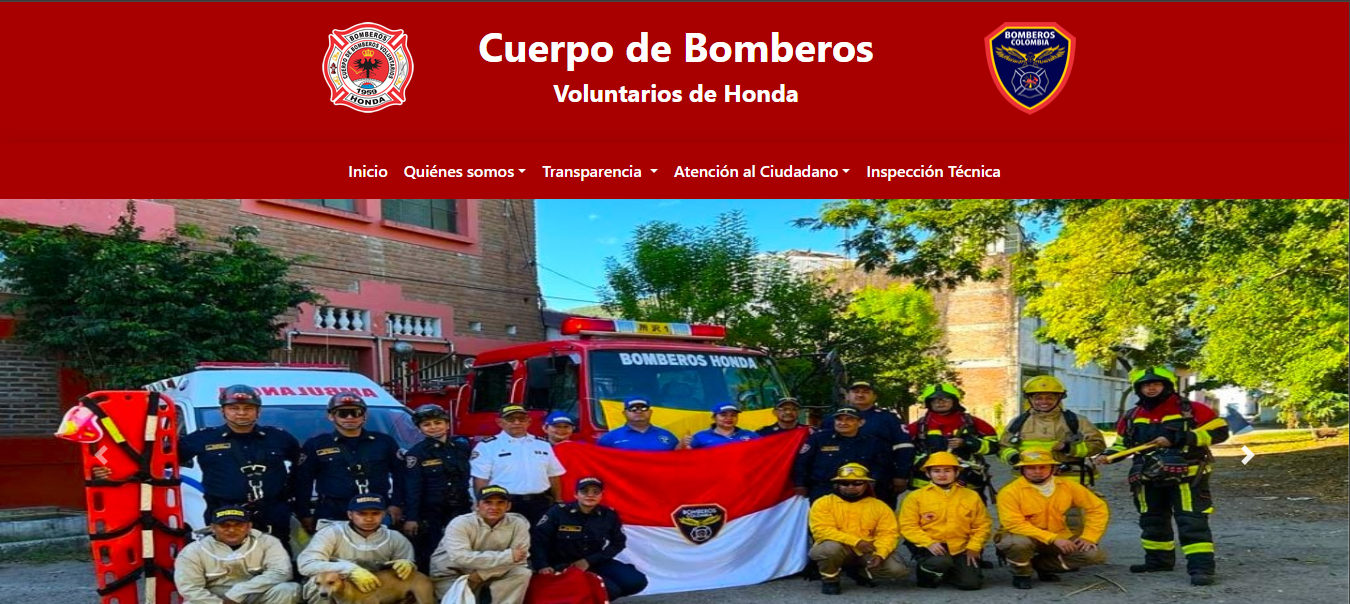 BOMBEROS
CUERPO DE BOMBEROS VOLUNTARIOS
1959
HONDA
Cuerpo de Bomberos
Voluntarios de Honda
BOMBEROS
COLOMBIA
Inicio Quiénes somos Transparencia Atención al Ciudadano Inspección Técnica
M R 1
BOMBEROS HONDA
AMBULANCIA
BOMBEROS
COLOMBIA